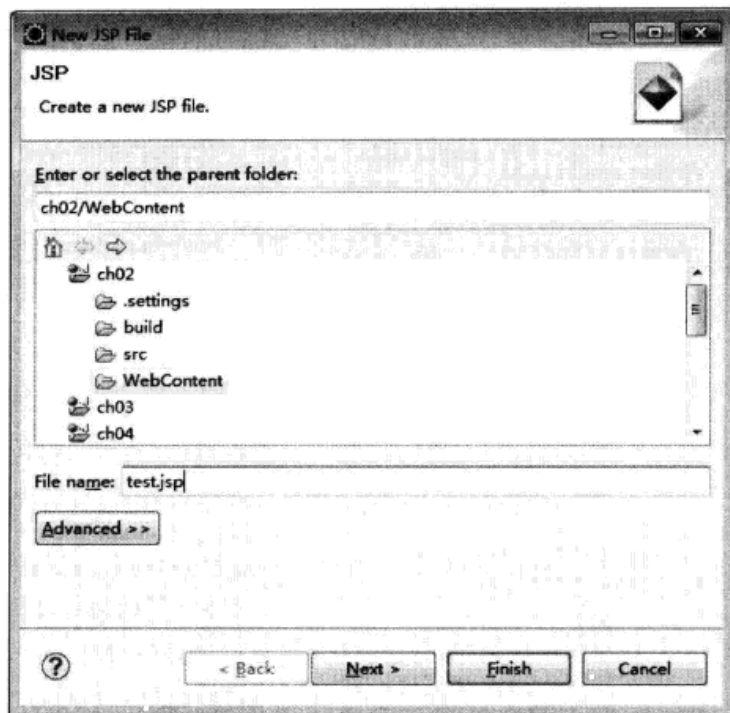 New JSP File
JSP
Create a new JSP file.
Enter or select the parent folder:
ch02/WebContent
ch02
.settings
build
src
WebContent
ch03
ch04
File name: test.jsp
Advanced >>
? < Back Next > Finish Cancel